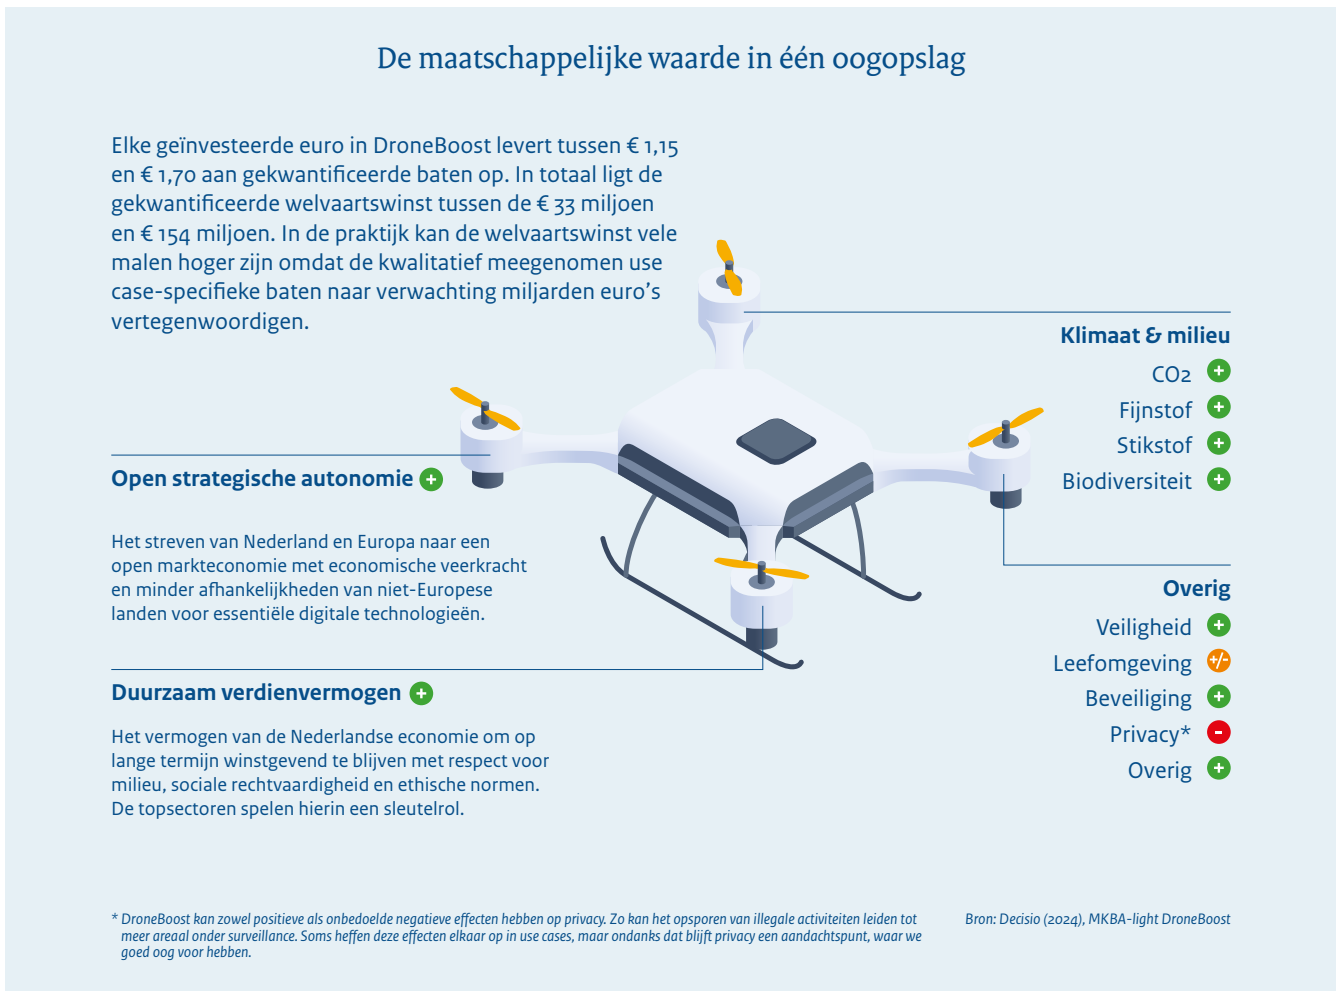 De maatschappelijke waarde in één oogopslag
Elke geïnvesteerde euro in DroneBoost levert tussen € 1,15
en € 1,70 aan gekwantificeerde baten op. In totaal ligt de
gekwantificeerde welvaartswinst tussen de € 33 miljoen
en € 154 miljoen. In de praktijk kan de welvaartswinst vele
malen hoger zijn omdat de kwalitatief meegenomen use
case-specifieke baten naar verwachting miljarden euro's
vertegenwoordigen.
Open strategische autonomie +
Het streven van Nederland en Europa naar een
open markteconomie met economische veerkracht
en minder afhankelijkheden van niet-Europese
landen voor essentiële digitale technologieën.
Duurzaam verdienvermogen +
Het vermogen van de Nederlandse economie om op
lange termijn winstgevend te blijven met respect voor
milieu, sociale rechtvaardigheid en ethische normen.
De topsectoren spelen hierin een sleutelrol.
Klimaat & milieu
CO2 +
Fijnstof +
Stikstof +
Biodiversiteit +
Overig
Veiligheid +
Leefomgeving +/-
Beveiliging +
Privacy* -
Overig +
* DroneBoost kan zowel positieve als onbedoelde negatieve effecten hebben op privacy. Zo kan het opsporen van illegale activiteiten leiden tot
meer areaal onder surveillance. Soms heffen deze effecten elkaar op in use cases, maar ondanks dat blijft privacy een aandachtspunt, waar we
goed oog voor hebben.
Bron: Decisio (2024), MKBA-light DroneBoost